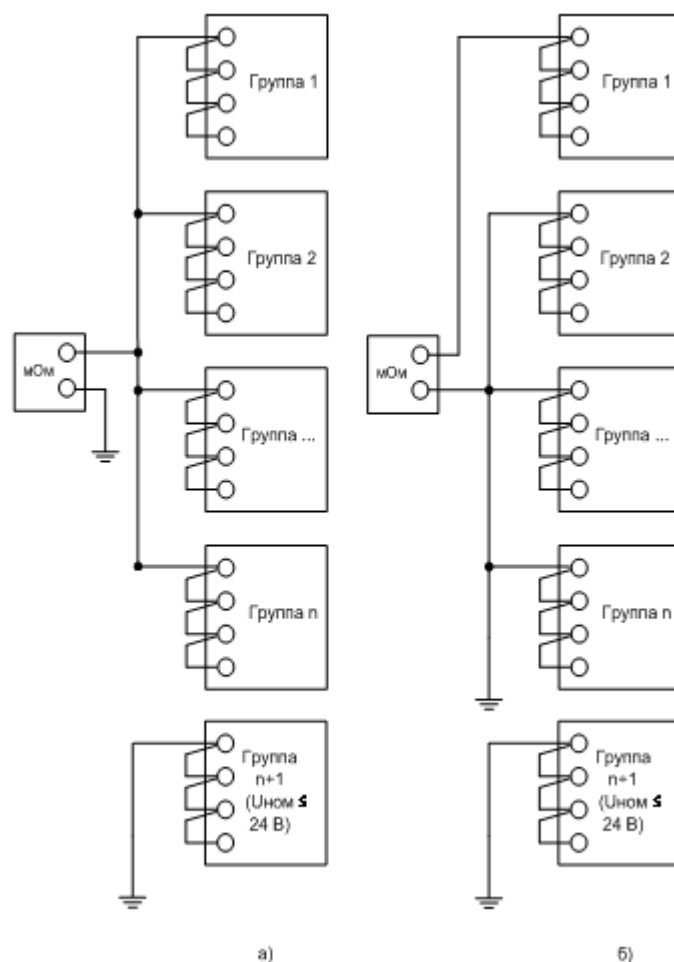 Группа 1
Группа 2
мОм
Группа ...
Группа n
Группа
n+1
(Uном ≤
24 В)
а)
Группа 1
Группа 2
мОм
Группа ...
Группа n
Группа
n+1
(Uном ≤
24 В)
б)